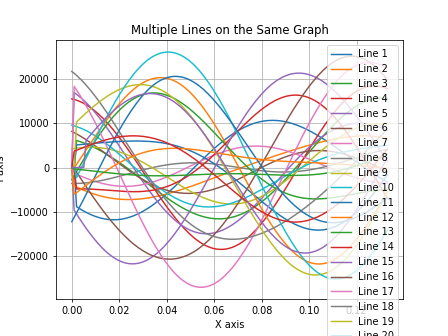 Multiple Lines on the Same Graph
20000
10000
0
−10000
−20000
0.00 0.02 0.04 0.06 0.08 0.10
X axis
Line 1
Line 2
Line 3
Line 4
Line 5
Line 6
Line 7
Line 8
Line 9
Line 10
Line 11
Line 12
Line 13
Line 14
Line 15
Line 16
Line 17
Line 18
Line 19
Line 20